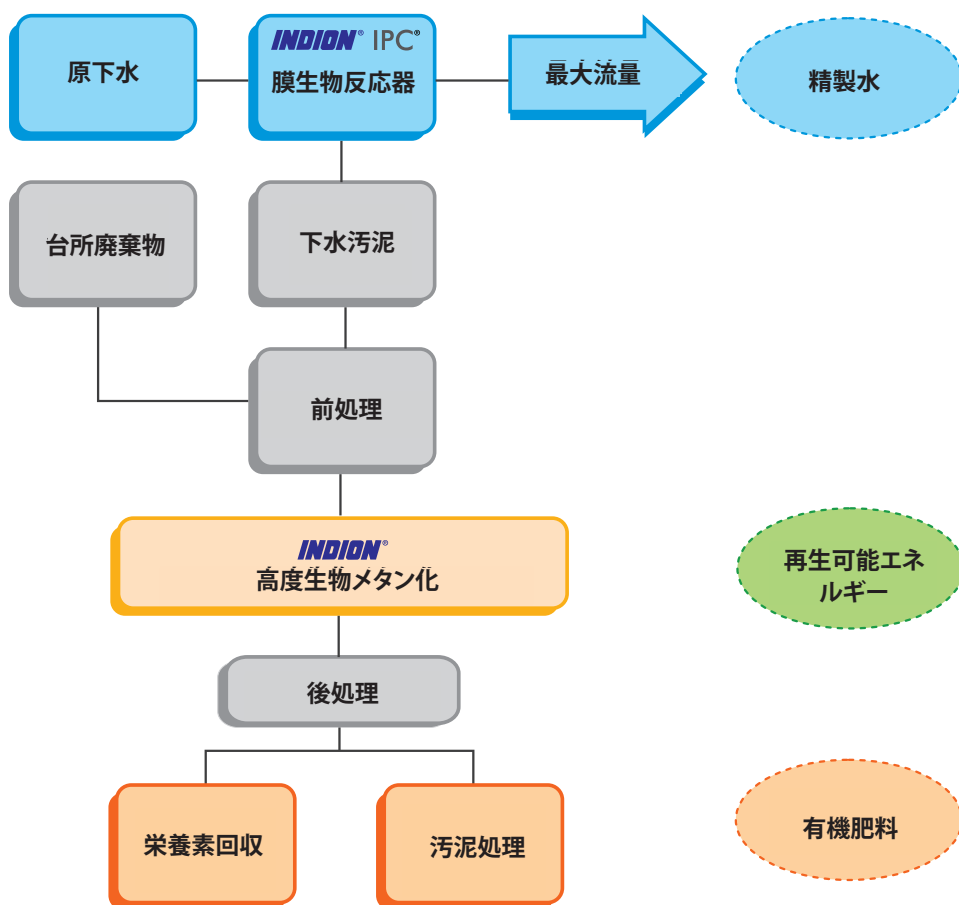 原下水
INDION® IPC®
膜生物反応器
最大流量
精製水
台所廃棄物
下水汚泥
前処理
INDION®
高度生物メタン化
再生可能エネ
ルギー
後処理
栄養素回収
汚泥処理
有機肥料